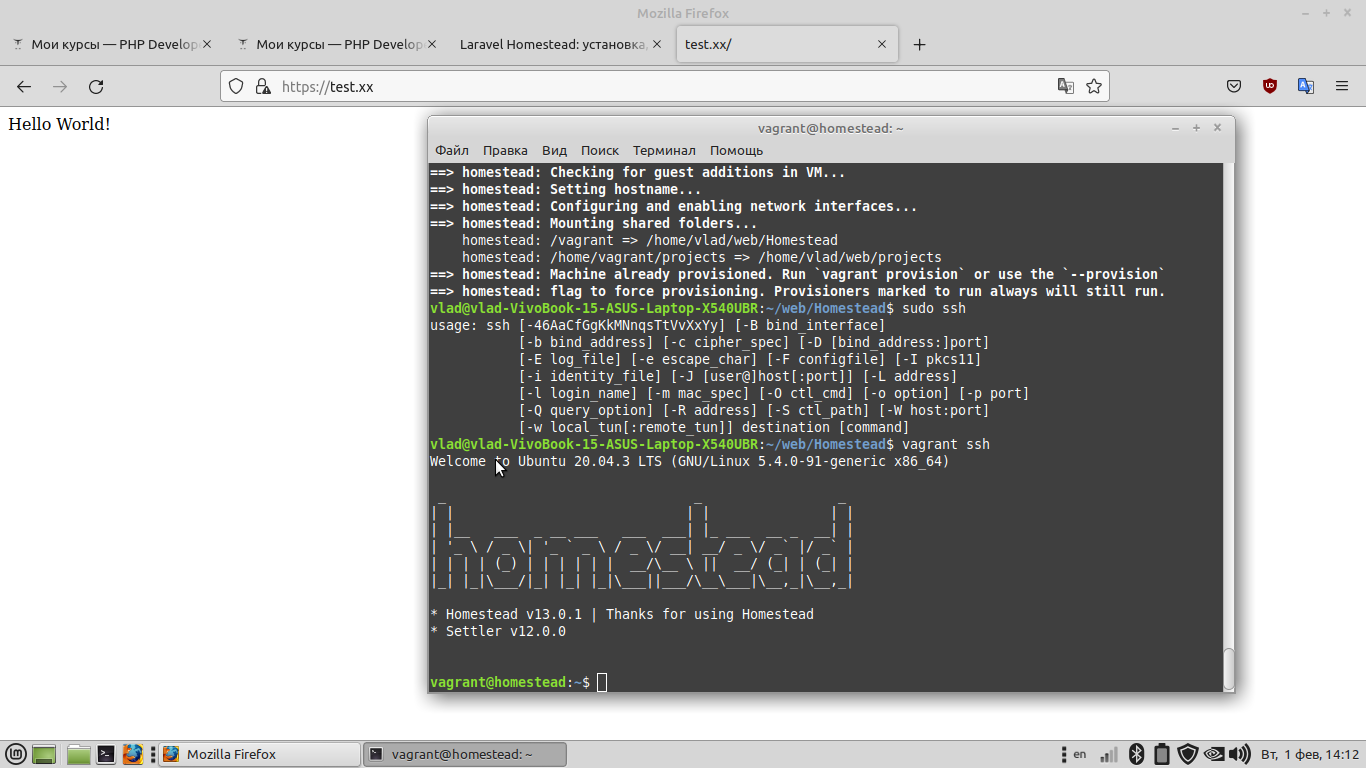 Mozilla Firefox
Мои курсы — PHP Develop
Мои курсы — PHP Develop
Laravel Homestead: установка,
test.xx/
https://test.xx
Hello World!
vagrant@homestead: ~
Файл Правка Вид Поиск Терминал Помощь
==> homestead: Checking for guest additions in VM...
==> homestead: Setting hostname...
==> homestead: Configuring and enabling network interfaces...
==> homestead: Mounting shared folders...
homestead: /vagrant => /home/vlad/web/Homestead
homestead: /home/vagrant/projects => /home/vlad/web/projects
==> homestead: Machine already provisioned. Run `vagrant provision` or use the `--provision`
==> homestead: flag to force provisioning. Provisioners marked to run always will still run.
vlad@vlad-VivoBook-15-ASUS-Laptop-X540UBR:~/web/Homestead$ sudo ssh
usage: ssh [-46AaCfGgKkMNnqsTtVvXxYy] [-B bind_interface]
[-b bind_address] [-c cipher_spec] [-D [bind_address:]port]
[-E log_file] [-e escape_char] [-F configfile] [-I pkcs11]
[-i identity_file] [-J [user@]host[:port]] [-L address]
[-l login_name] [-m mac_spec] [-O ctl_cmd] [-o option] [-p port]
[-Q query_option] [-R address] [-S ctl_path] [-W host:port]
[-w local_tun[:remote_tun]] destination [command]
vlad@vlad-VivoBook-15-ASUS-Laptop-X540UBR:~/web/Homestead$ vagrant ssh
Welcome to Ubuntu 20.04.3 LTS (GNU/Linux 5.4.0-91-generic x86_64)
homestead
* Homestead v13.0.1 | Thanks for using Homestead
* Settler v12.0.0
vagrant@homestead:~$
Mozilla Firefox
vagrant@homestead: ~
en
Вт, 1 фев, 14:12